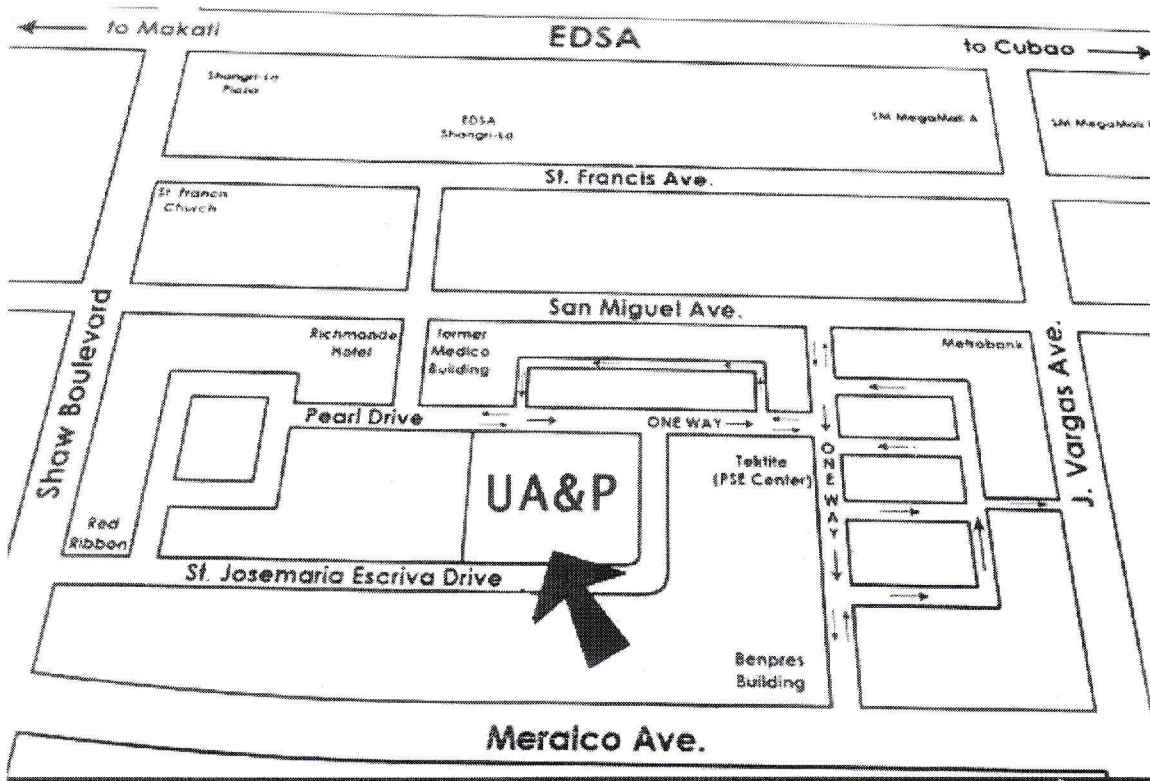 to Makati
EDSA
to Cubao
Shangri-La
Plaza
EDSA
Shangri-La
SM MegaMall A
SM MegaMall
St. Francis Ave.
St. Francis
Church
San Miguel Ave.
Shaw Boulevard
Richmonde
Hotel
former
Medico
Building
Metrobank
J. Vargas Ave.
Pearl Drive
ONE WAY
UA&P
Tektite
(PSE Center)
ONE WAY
Red
Ribbon
St. Josemaria Escriva Drive
Benpres
Building
Meralco Ave.